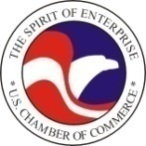 THE SPIRIT OF ENTERPRISE
* U.S. CHAMBER OF COMMERCE *